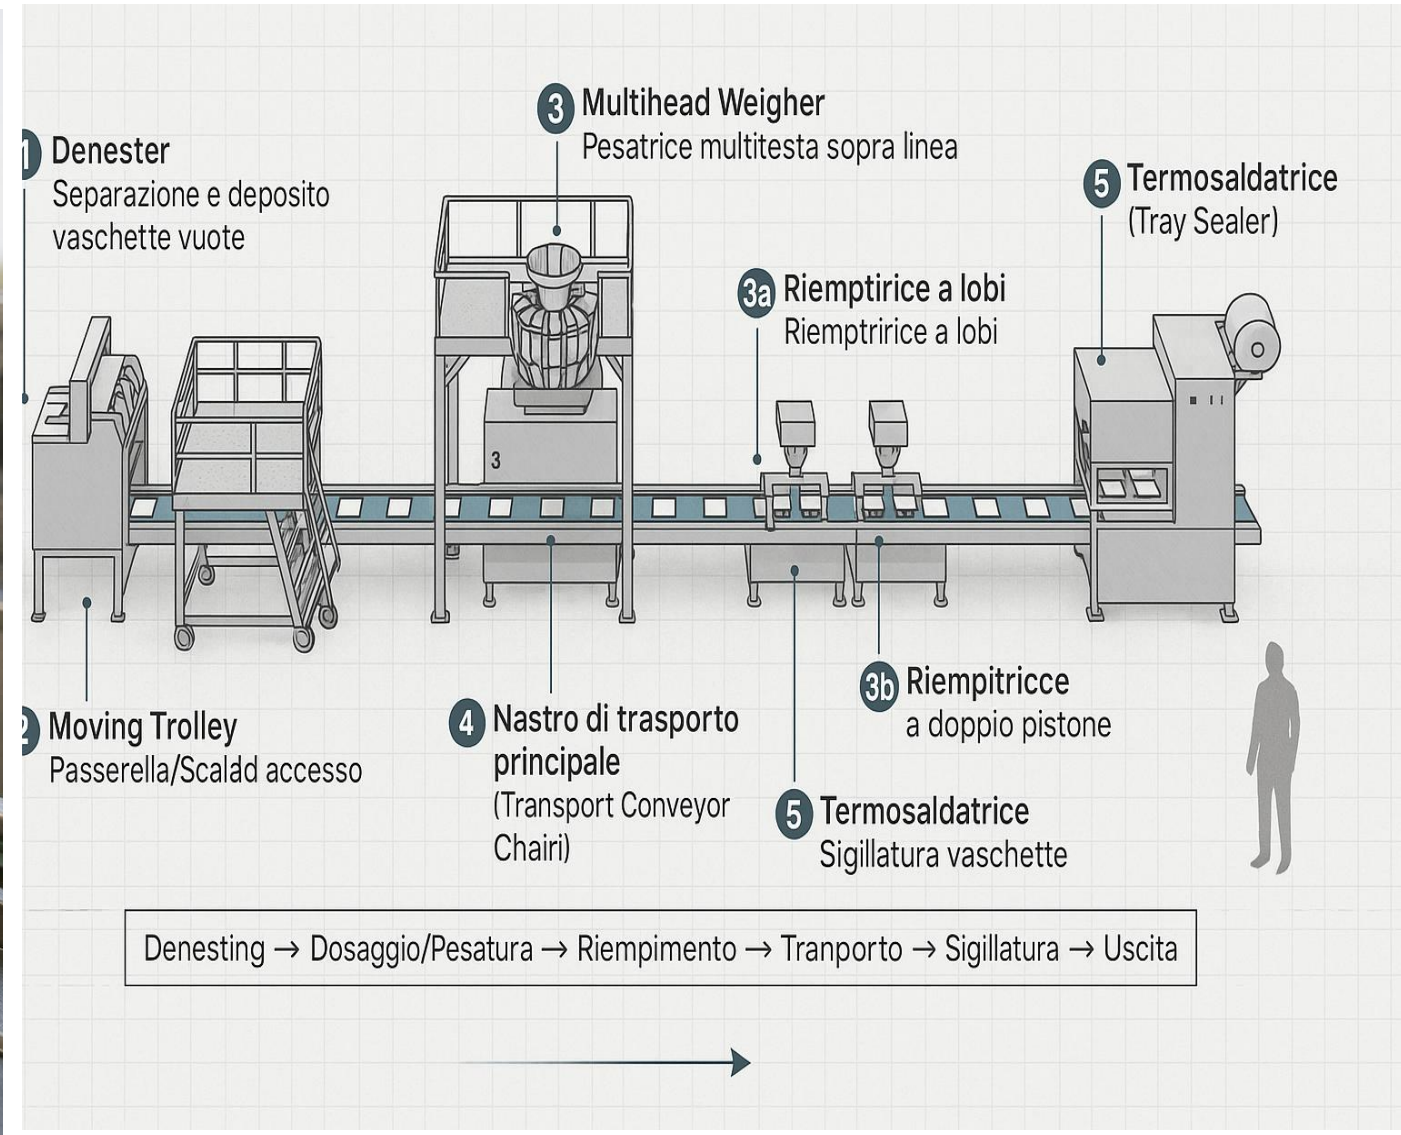 3 Multihead Weigher
Pesatrice multitesta sopra linea
1 Denester
Separazione e deposito
vaschette vuote
5 Termosaldatrice
(Tray Sealer)
3a Riemptirice a lobi
Riemptririce a lobi
3
2 Moving Trolley
Passerella/Scaldd accesso
4 Nastro di trasporto
principale
(Transport Conveyor
Chairi)
3b Riempitricce
a doppio pistone
5 Termosaldatrice
Sigillatura vaschette
Denesting → Dosaggio/Pesatura → Riempimento → Tranporto → Sigillatura → Uscita